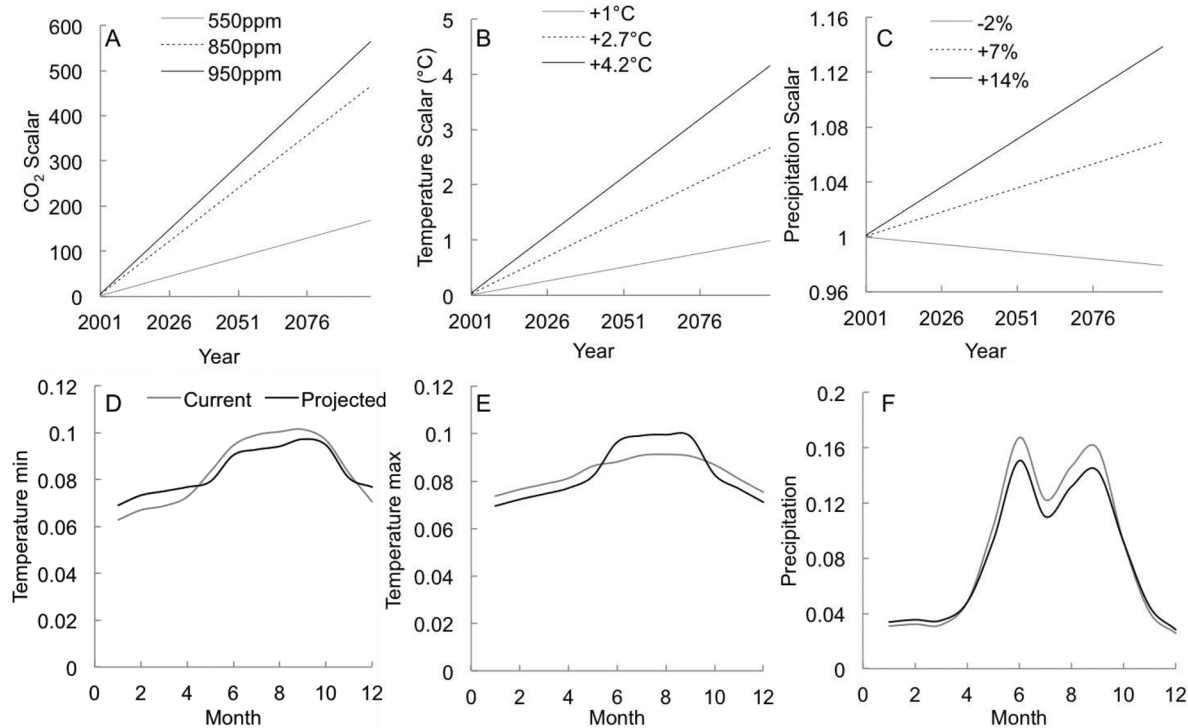 A
550ppm
850ppm
950ppm
600
500
400
300
200
100
0
CO2 Scalar
2001 2026 2051 2076
Year
B
+1°C
+2.7°C
+4.2°C
5
4
3
2
1
0
Temperature Scalar (°C)
2001 2026 2051 2076
Year
C
-2%
+7%
+14%
1.16
1.12
1.08
1.04
1
0.96
Precipitation Scalar
2001 2026 2051 2076
Year
D
Current Projected
0.12
0.1
0.08
0.06
0.04
0.02
0
Temperature min
0 2 4 6 8 10 12
Month
E
0.12
0.1
0.08
0.06
0.04
0.02
0
Temperature max
0 2 4 6 8 10 12
Month
F
0.2
0.16
0.12
0.08
0.04
0
Precipitation
0 2 4 6 8 10 12
Month